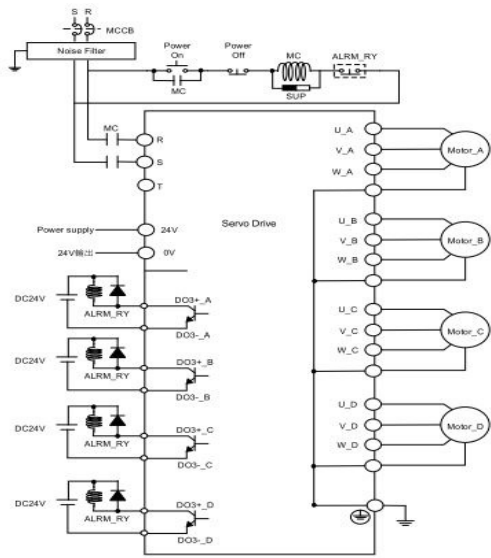 S R
MCCB
Noise Filter
Power On
Power Off
MC
ALRM_RY
MC
SUP
MC
R
S
T
Servo Drive
Power supply
24V
24V输出
0V
U_A
V_A
W_A
Motor_A
U_B
V_B
W_B
Motor_B
U_C
V_C
W_C
Motor_C
U_D
V_D
W_D
Motor_D
DC24V
ALRM_RY
DO3+_A
DO3-_A
DC24V
ALRM_RY
DO3+_B
DO3-_B
DC24V
ALRM_RY
DO3+_C
DO3-_C
DC24V
ALRM_RY
DO3+_D
DO3-_D